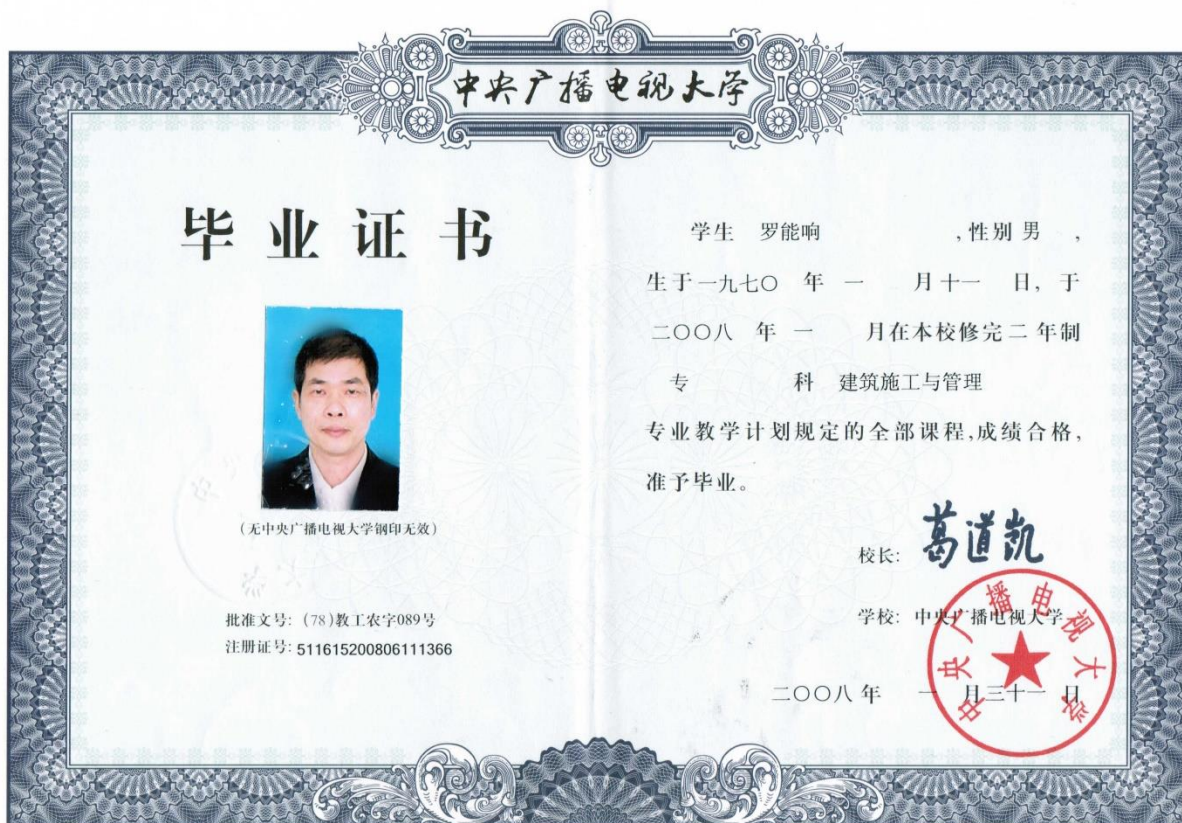 中央广播电视大学
毕业证书
(无中央广播电视大学钢印无效)
批准文号: (78)教工农字089号
注册证号: 511615200806111366
学生 罗能响 , 性别 男 ,
生于一九七〇 年 一 月十一 日, 于
二〇〇八 年 一 月在本校修完二 年制
专 科 建筑施工与管理
专业教学计划规定的全部课程,成绩合格,
准予毕业。
校长: 葛道凯
学校: 中央广播电视大学
二〇〇八 年 一 月三十一 日
中央广播电视大学